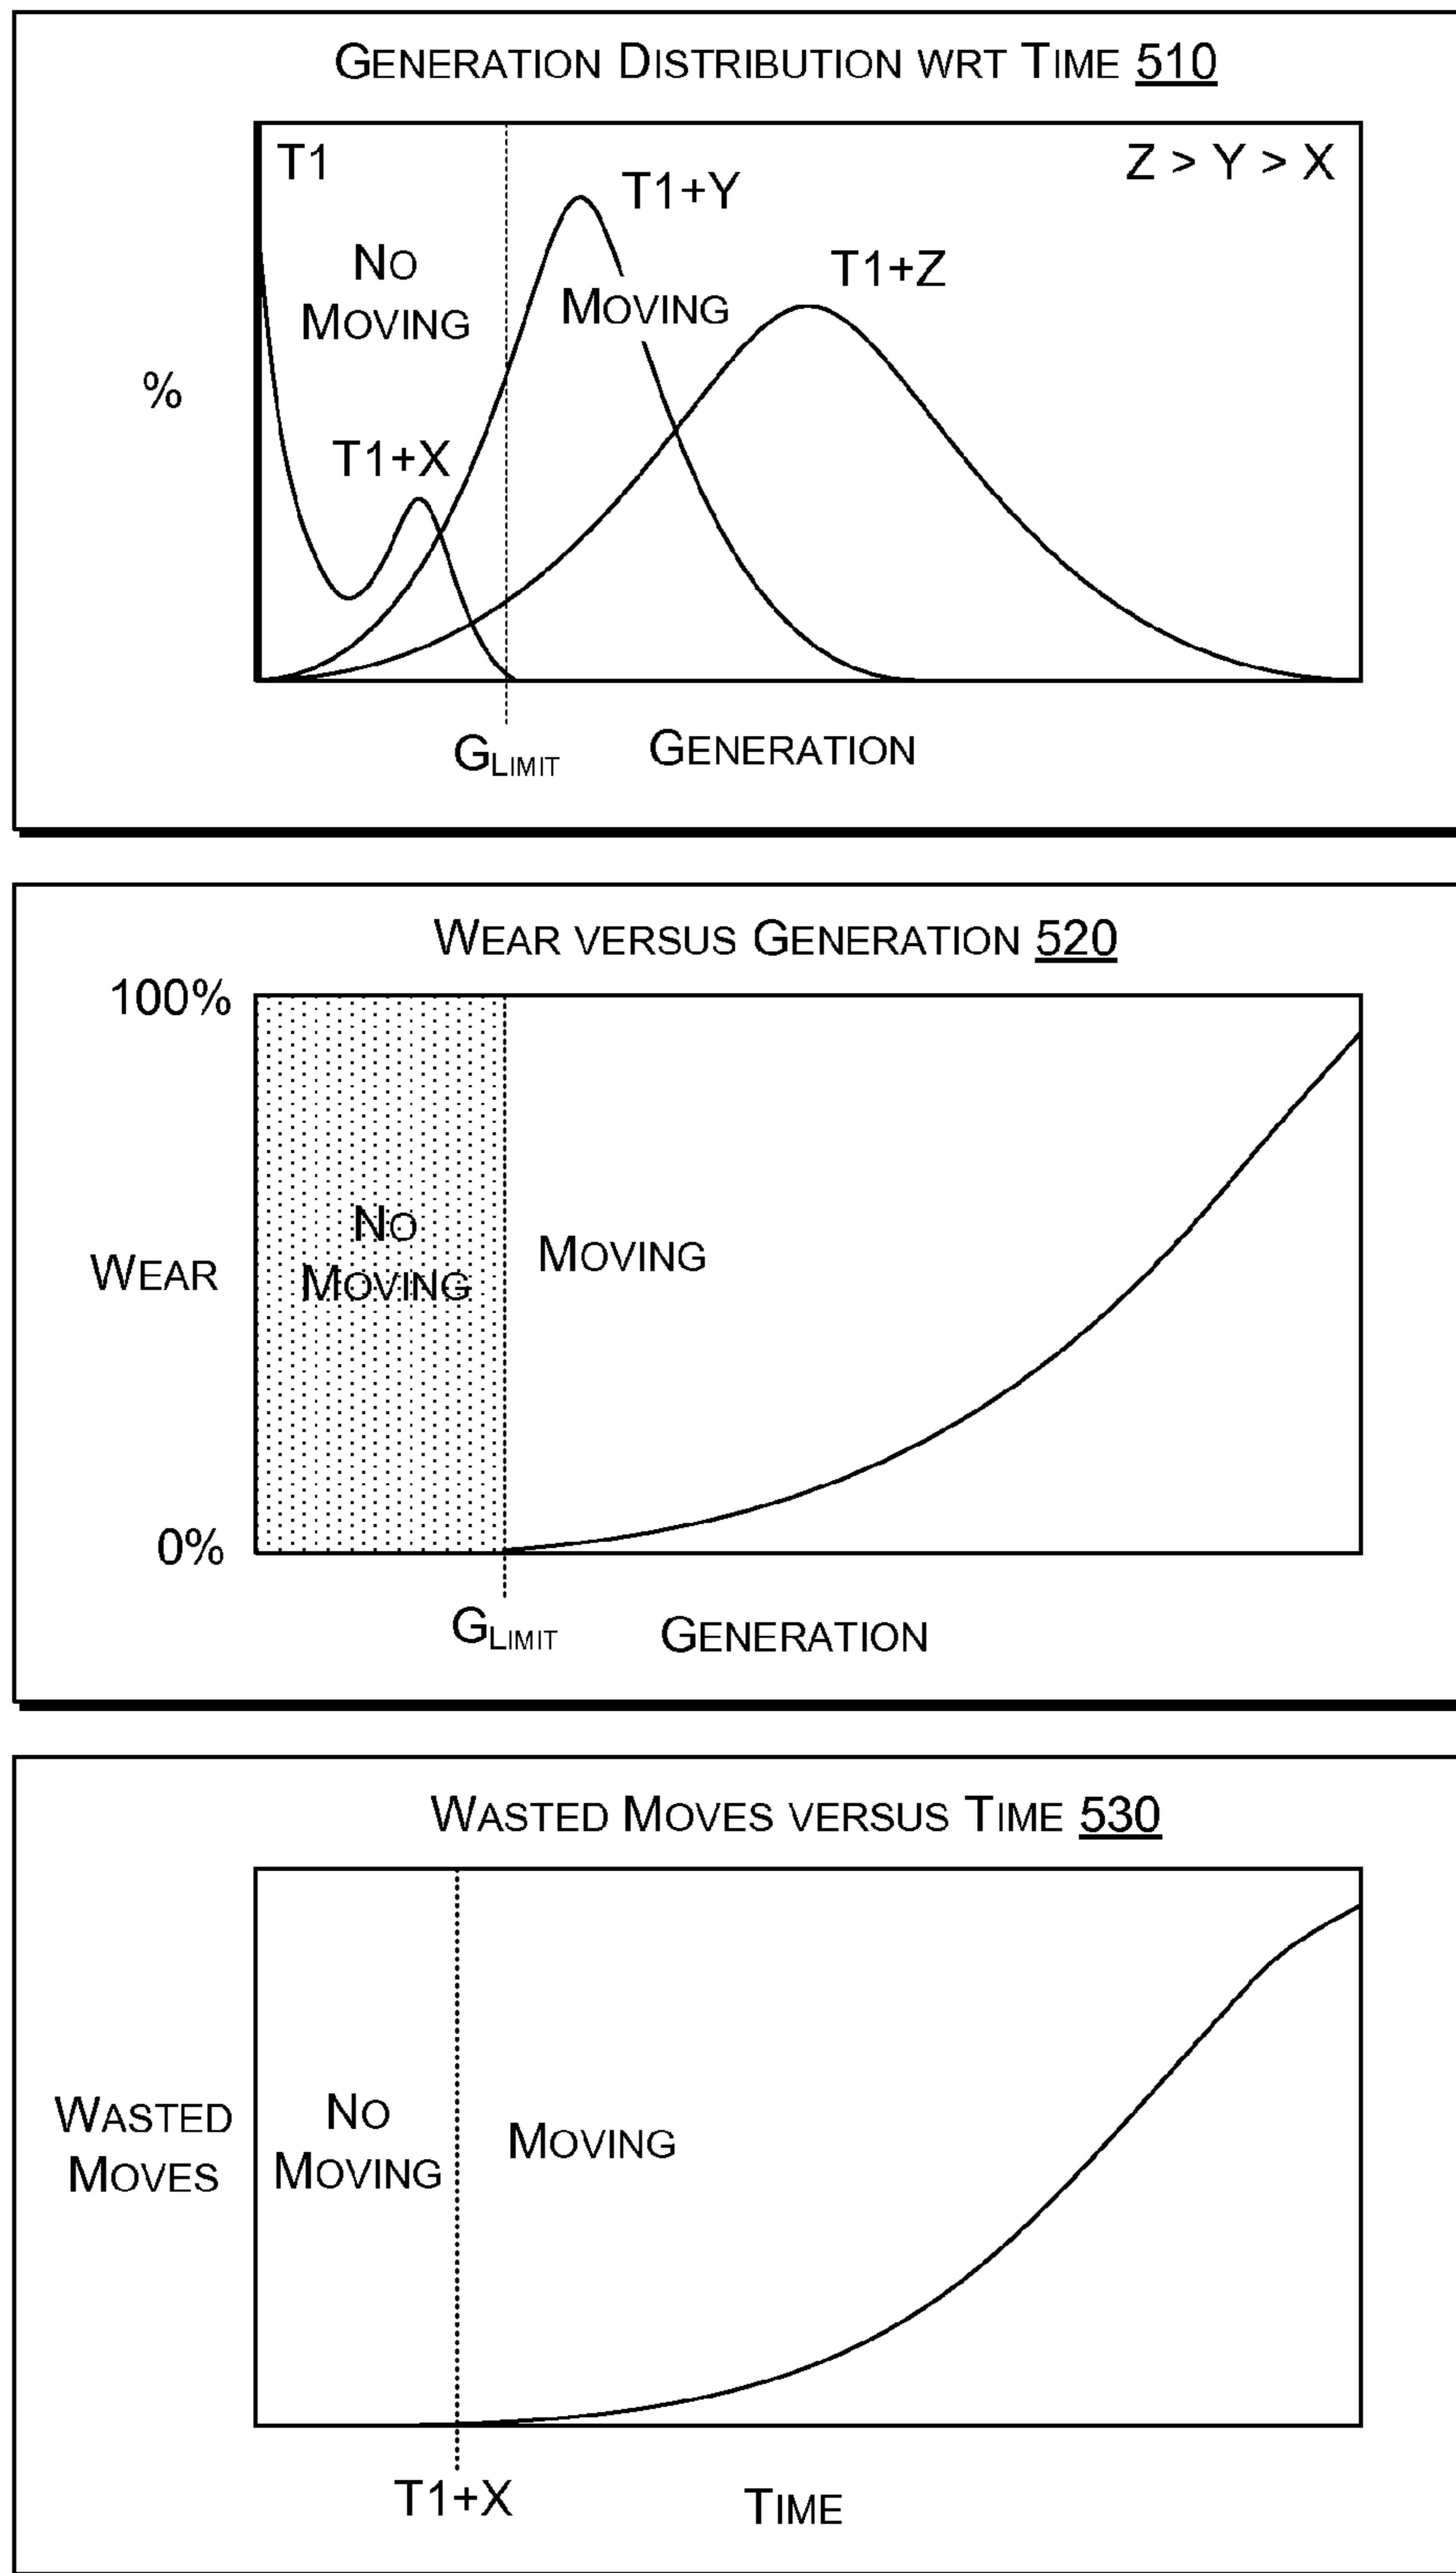 GENERATION DISTRIBUTION WRT TIME 510
T1
Z > Y > X
T1+Y
NO
MOVING
T1+Z
MOVING
%
T1+X
GLIMIT
GENERATION
WEAR VERSUS GENERATION 520
100%
NO
MOVING
MOVING
WEAR
0%
GLIMIT
GENERATION
WASTED MOVES VERSUS TIME 530
WASTED
MOVES
NO
MOVING
MOVING
T1+X
TIME